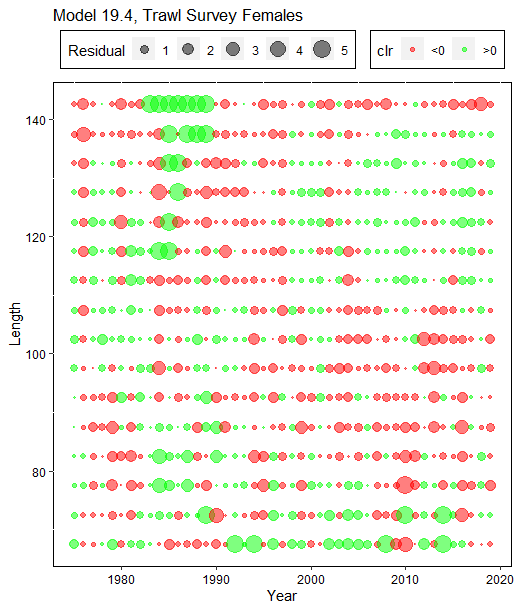 Model 19.4, Trawl Survey Females
Residual 1 2 3 4 5 clr <0 >0
140
120
100
80
Length
1980 1990 2000 2010 2020
Year